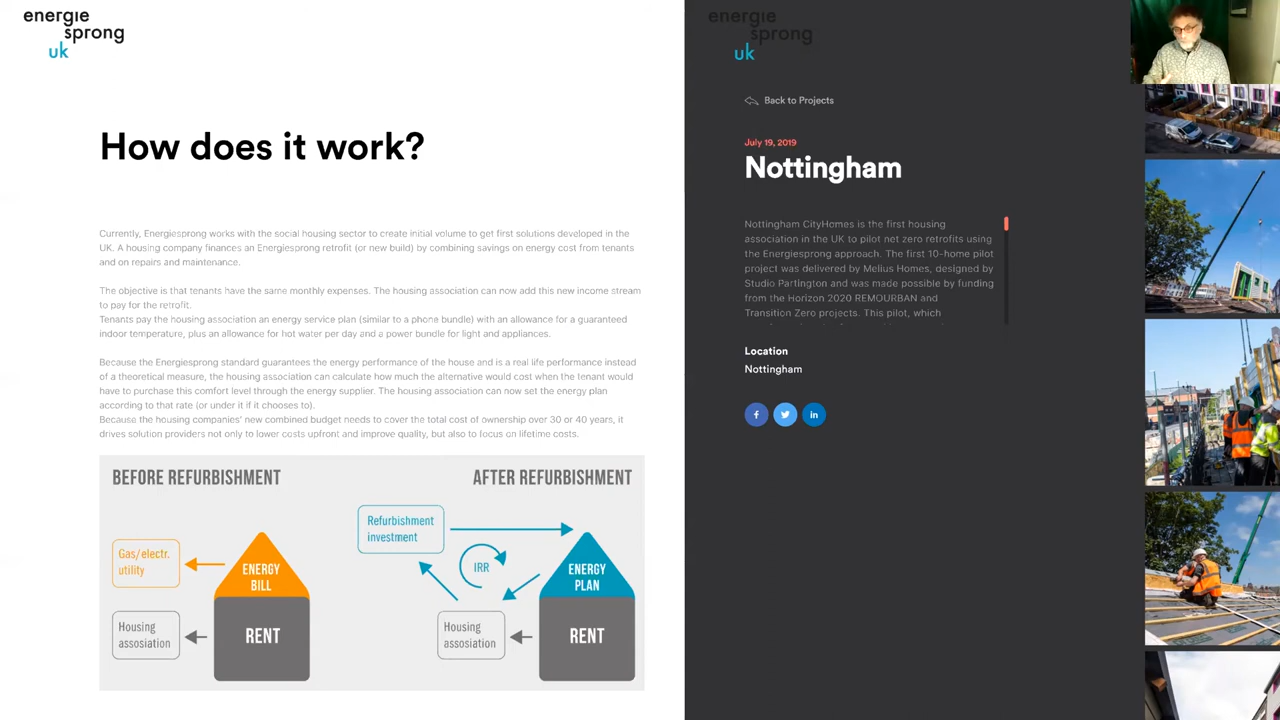 energie
sprong
uk
How does it work?
Currently, Energiesprong works with the social housing sector to create initial volume to get first solutions developed in the
UK. A housing company finances an Energiesprong retrofit (or new build) by combining savings on energy cost from tenants
and on repairs and maintenance.
The objective is that tenants have the same monthly expenses. The housing association can now add this new income stream
to pay for the retrofit.
Tenants pay the housing association an energy service plan (similar to a phone bundle) with an allowance for a guaranteed
indoor temperature, plus an allowance for hot water per day and a power bundle for light and appliances.
Because the Energiesprong standard guarantees the energy performance of the house and is a real life performance instead
of a theoretical measure, the housing association can calculate how much the alternative would cost when the tenant would
have to purchase this comfort level through the energy supplier. The housing association can now set the energy plan
according to that rate (or under it if it chooses to).
Because the housing companies' new combined budget needs to cover the total cost of ownership over 30 or 40 years, it
drives solution providers not only to lower costs upfront and improve quality, but also to focus on lifetime costs.
BEFORE REFURBISHMENT
Gas/electr.
utility
ENERGY
BILL
Housing
assosiation
RENT
AFTER REFURBISHMENT
Refurbishment
investment
IRR
ENERGY
PLAN
Housing
assosiation
RENT
energie
sprong
uk
Back to Projects
July 19, 2019
Nottingham
Nottingham CityHomes is the first housing
association in the UK to pilot net zero retrofits using
the Energiesprong approach. The first 10-home pilot
project was delivered by Melius Homes, designed by
Studio Partington and was made possible by funding
from the Horizon 2020 REMOURBAN and
Transition Zero projects. This pilot, which
Location
Nottingham
f
in